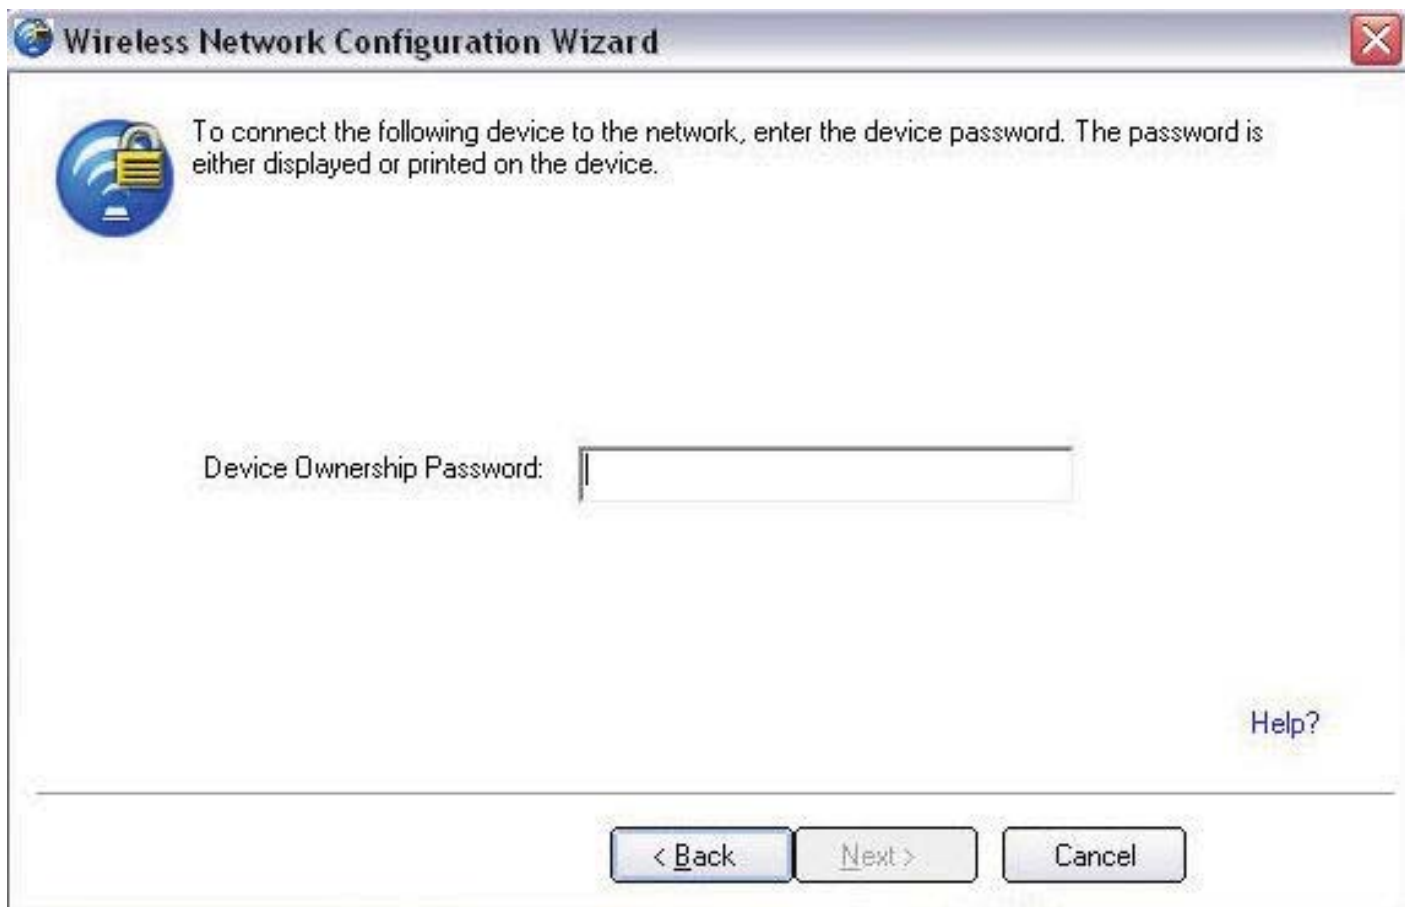 Wireless Network Configuration Wizard
To connect the following device to the network, enter the device password. The password is
either displayed or printed on the device.
Device Ownership Password:
Help?
< Back
Next >
Cancel